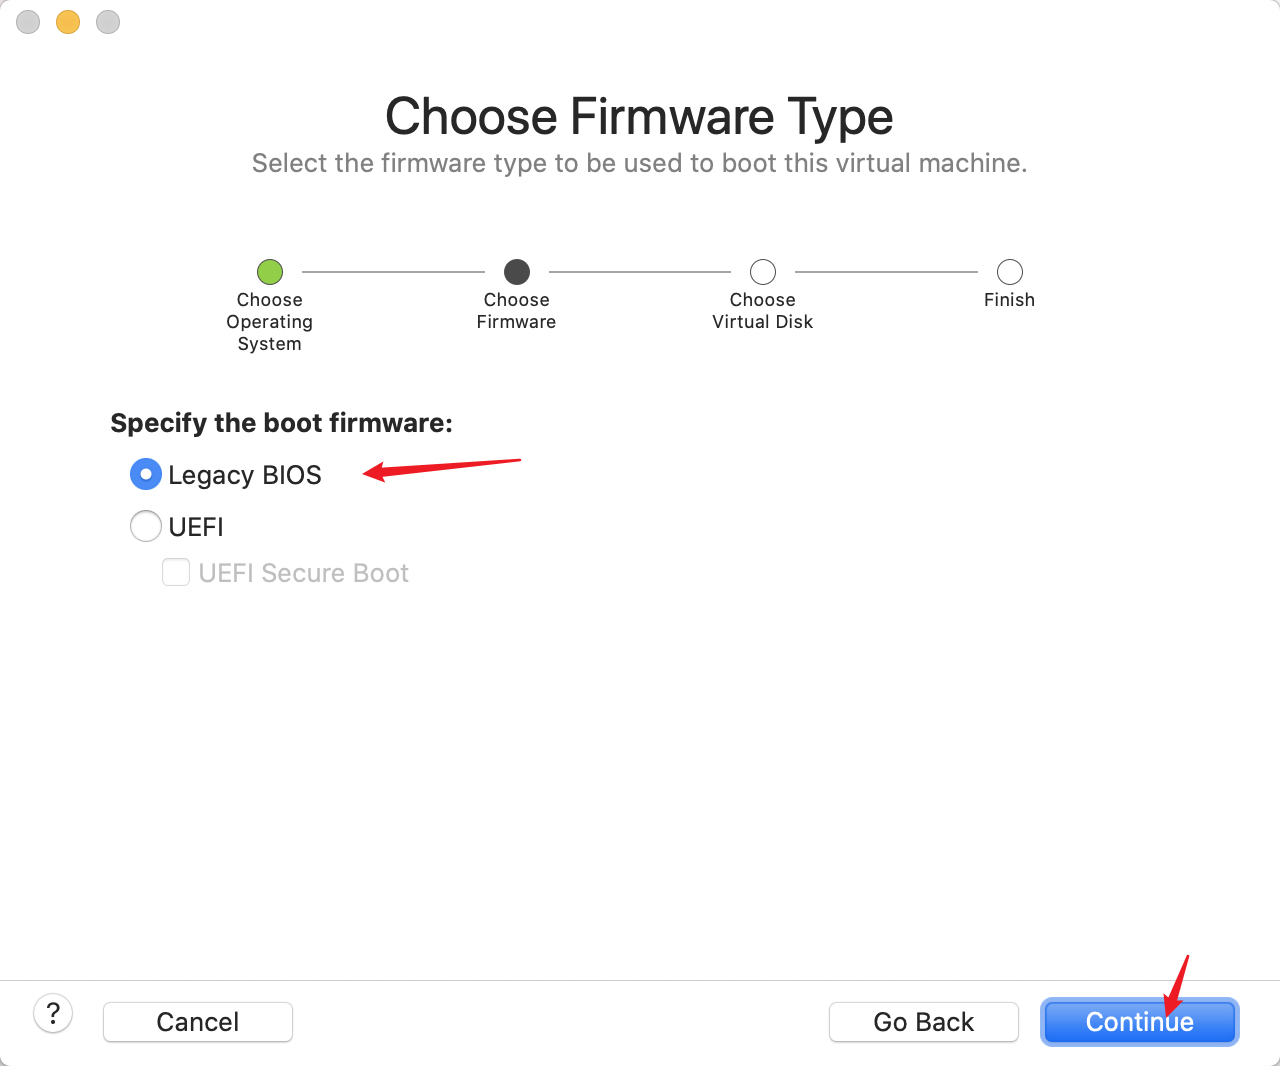 Choose Firmware Type
Select the firmware type to be used to boot this virtual machine.
Choose
Operating
System
Choose
Firmware
Choose
Virtual Disk
Finish
Specify the boot firmware:
Legacy BIOS
UEFI
UEFI Secure Boot
?
Cancel
Go Back
Continue